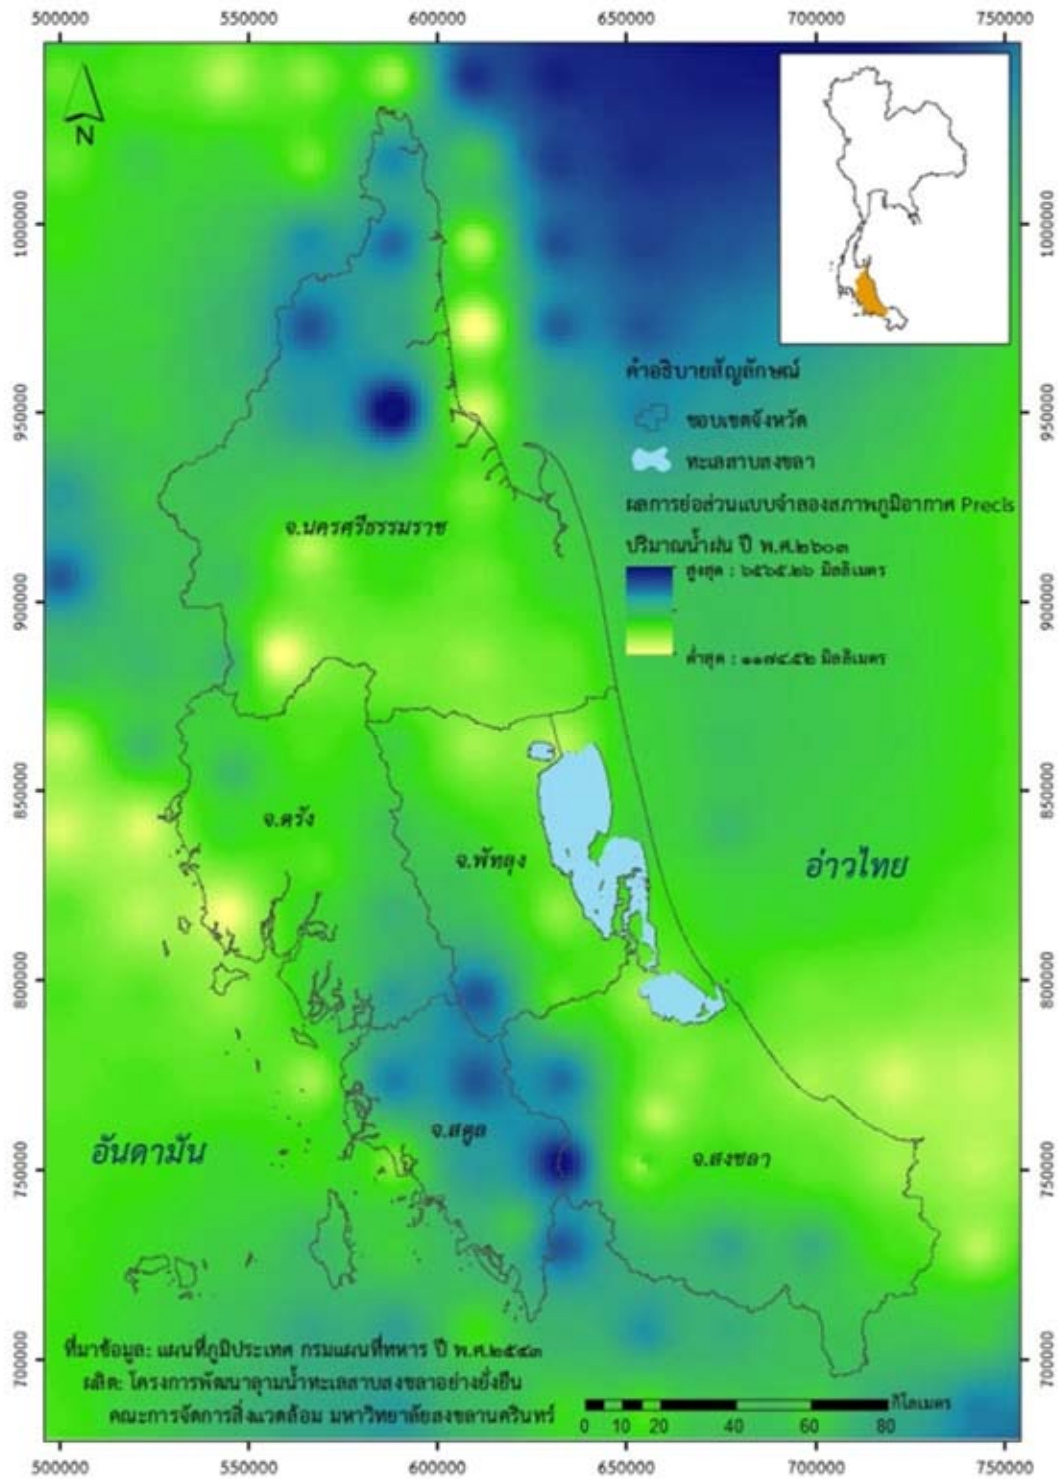 500000 550000 600000 650000 700000 750000
N
1000000 1000000
950000 950000
คำอธิบายสัญลักษณ์
ขอบเขตจังหวัด
ทะเลสาบสงขลา
ผลการย่อส่วนแบบจำลองสภาพภูมิอากาศ Precis
ปริมาณน้ำฝน ปี พ.ศ.๒๖๐๓
สูงสุด : ๖๕๖๕.๒๖ มิลลิเมตร
ต่ำสุด : ๑๑๗๔.๕๒ มิลลิเมตร
จ.นครศรีธรรมราช
900000 900000
850000 850000
จ.ตรัง
จ.พัทลุง
อ่าวไทย
800000 800000
จ.สตูล
จ.สงขลา
อันดามัน
750000 750000
700000 700000
ที่มาข้อมูล: แผนที่ภูมิประเทศ กรมแผนที่ทหาร ปี พ.ศ.๒๕๔๓
ผลิต: โครงการพัฒนาลุ่มน้ำทะเลสาบสงขลาอย่างยั่งยืน
คณะการจัดการสิ่งแวดล้อม มหาวิทยาลัยสงขลานครินทร์
กิโลเมตร
0 10 20 40 60 80
500000 550000 600000 650000 700000 750000